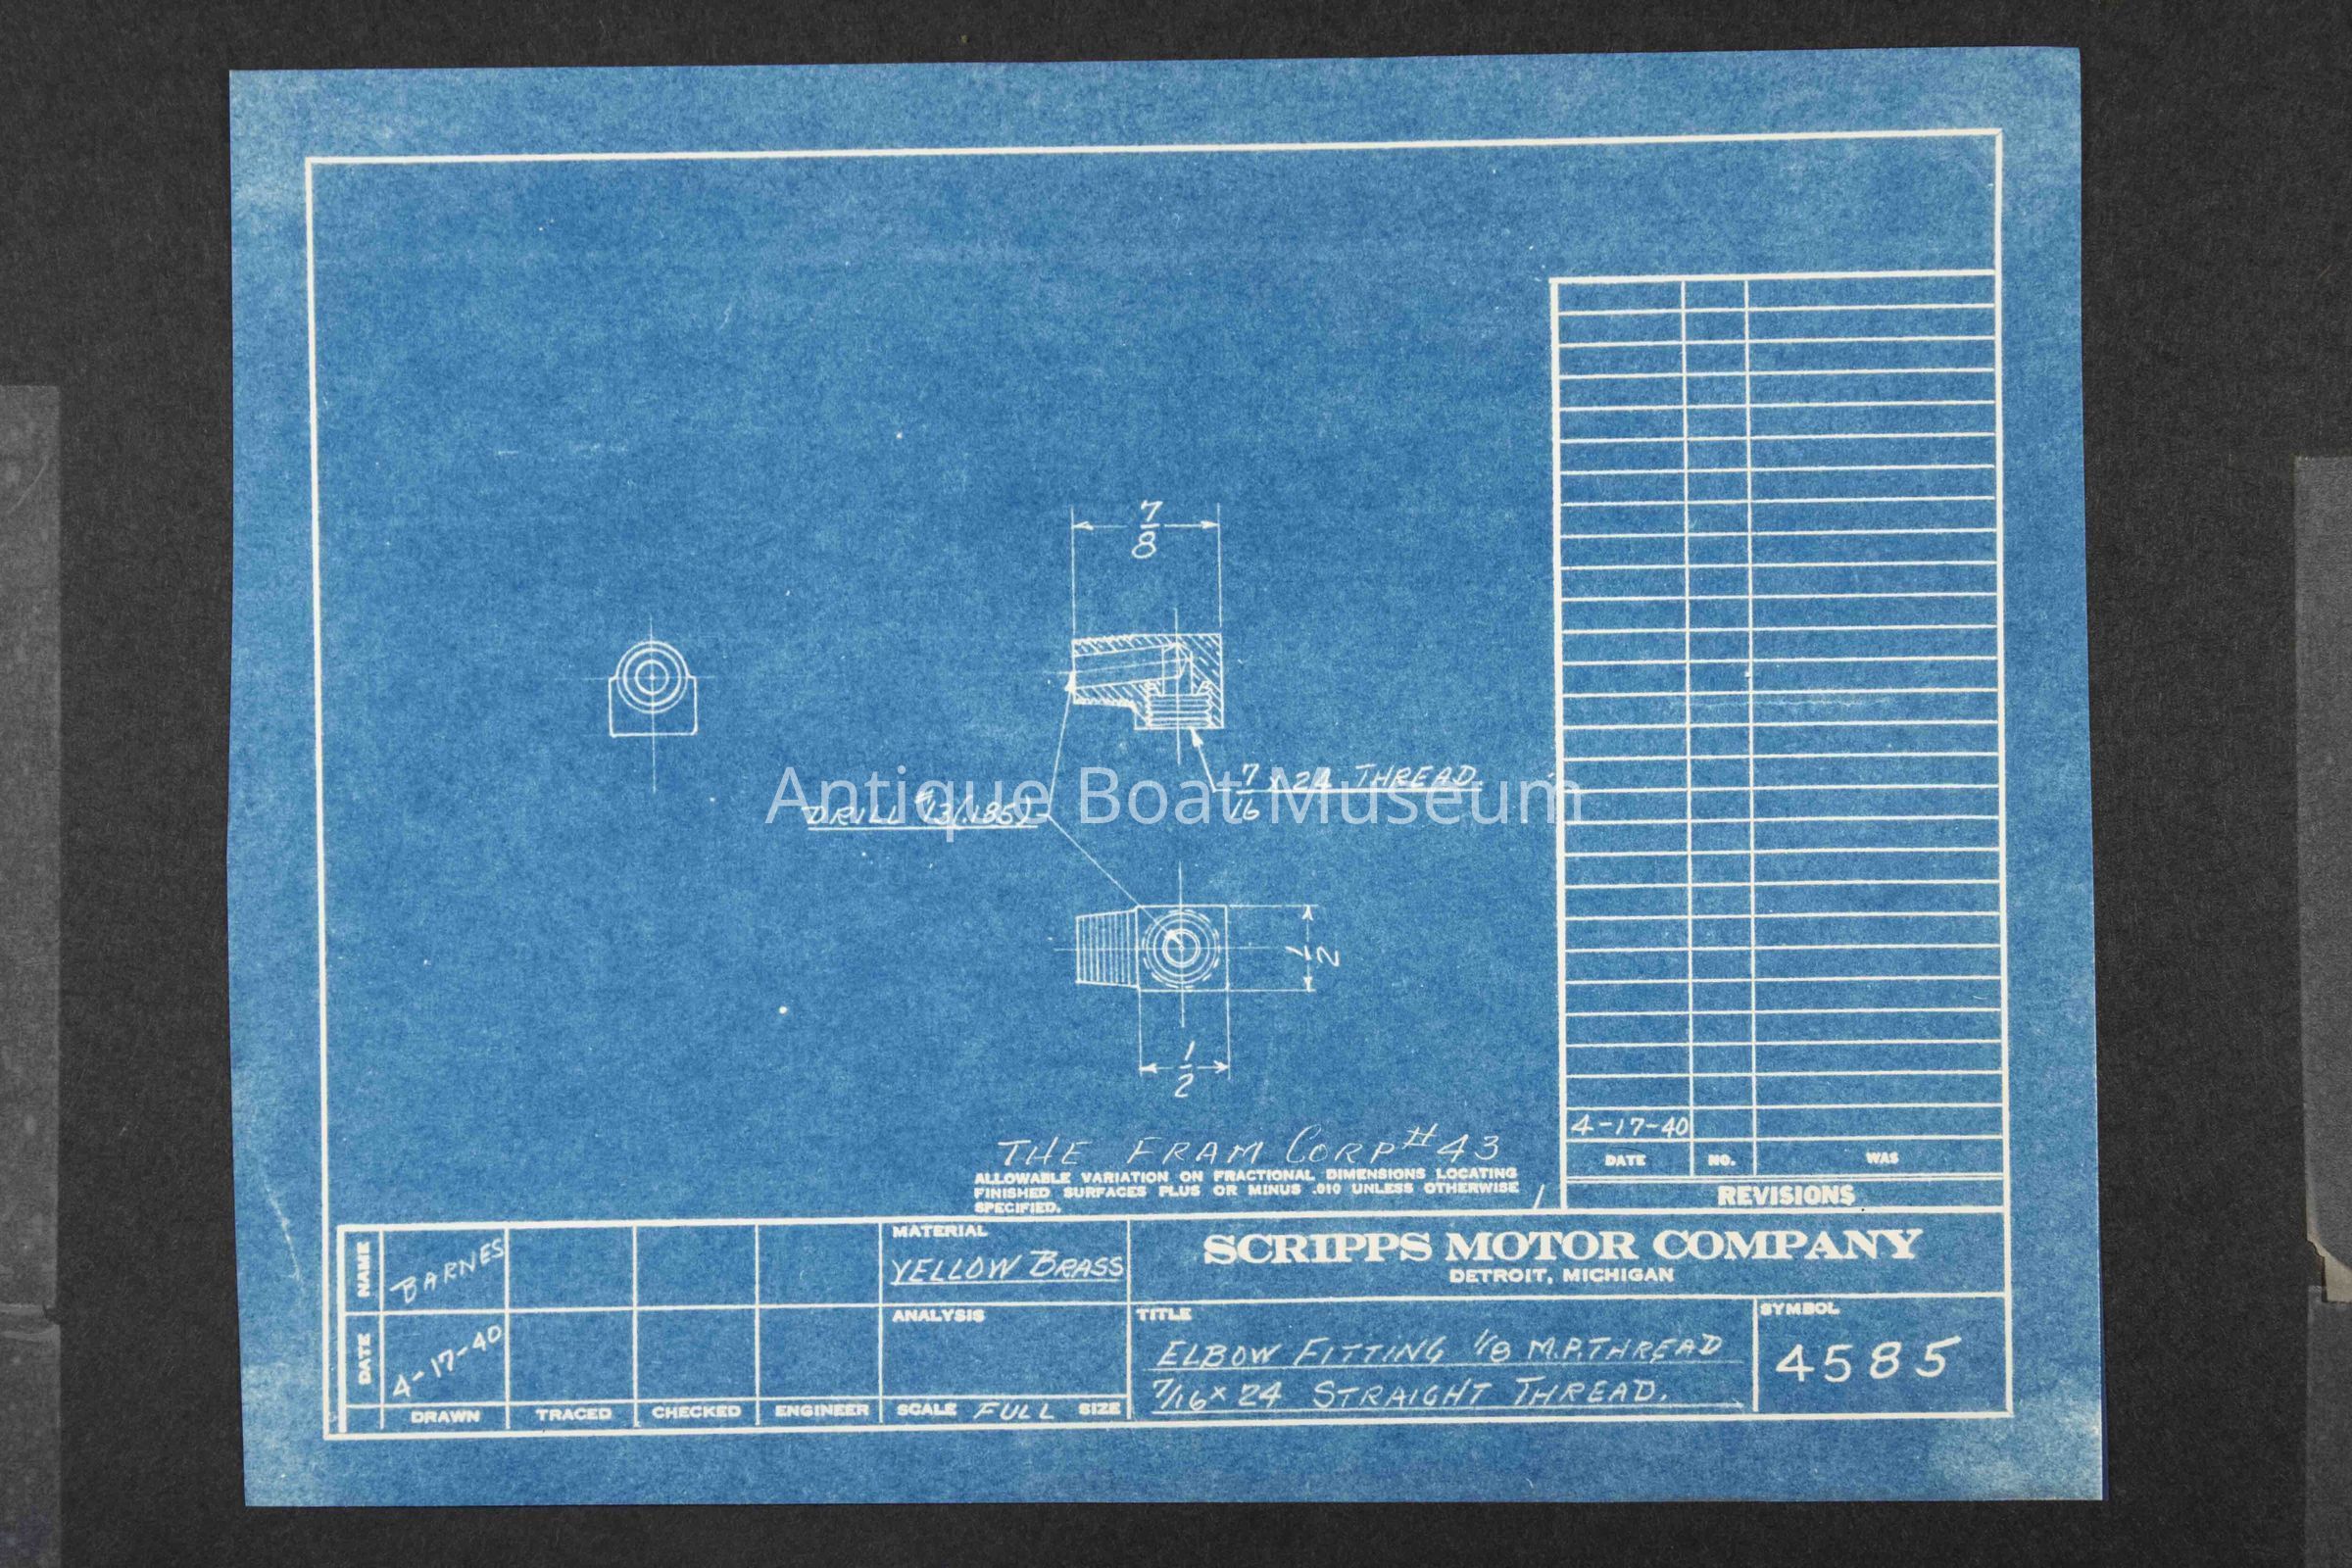 7
8
7/16 x 24 THREAD
DRILL #13(.185)
Antique Boat Museum
1
2
1
2
THE FRAM CORP #43
ALLOWABLE VARIATION ON FRACTIONAL DIMENSIONS LOCATING
FINISHED SURFACES PLUS OR MINUS .010 UNLESS OTHERWISE
SPECIFIED.
4-17-40
DATE NO. WAS
REVISIONS
NAME BARNES
DATE 4-17-40
DRAWN TRACED CHECKED ENGINEER
MATERIAL
YELLOW BRASS
ANALYSIS
SCALE FULL SIZE
SCRIPPS MOTOR COMPANY
DETROIT, MICHIGAN
TITLE
ELBOW FITTING 1/8 M.P.THREAD
7/16 x 24 STRAIGHT THREAD.
SYMBOL
4585